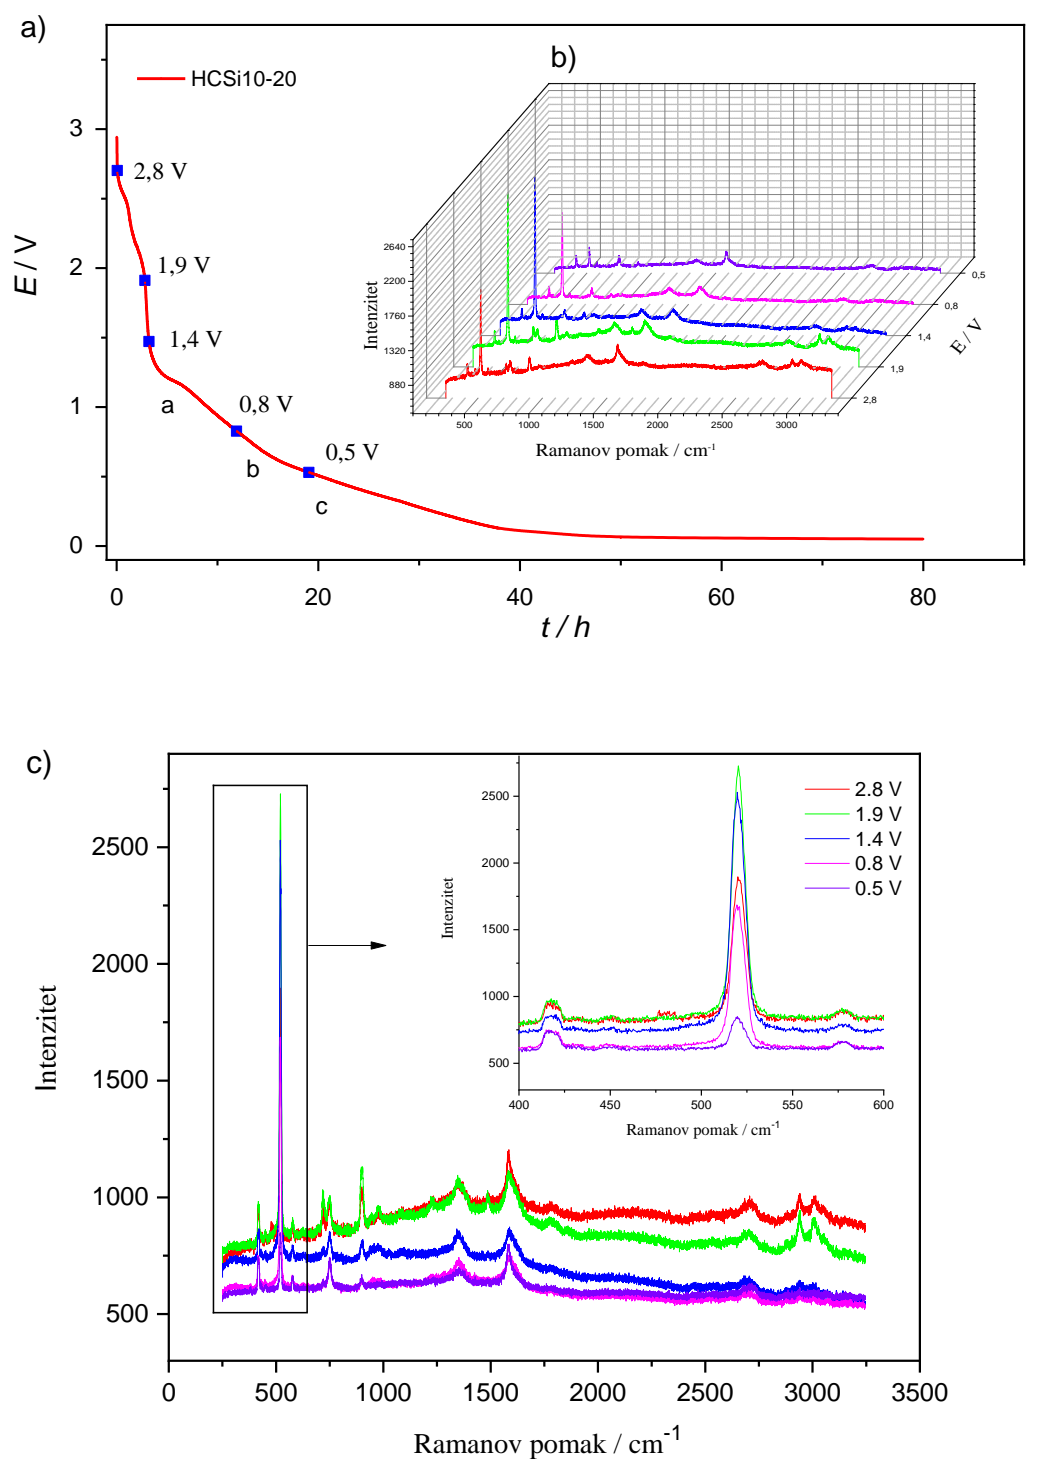 a)
HCSi10-20
b)
E / V
3
2
1
0
2,8 V
1,9 V
1,4 V
0,8 V
0,5 V
a
b
c
0
20
40
60
80
t / h
Intenzitet
2640
2200
1760
1320
880
500
1000
1500
2000
2500
3000
Ramanov pomak / cm-1
0,5
0,8
1,4
1,9
2,8
E / V
c)
Intenzitet
2500
2000
1500
1000
500
0
500
1000
1500
2000
2500
3000
3500
Ramanov pomak / cm-1
Intenzitet
2500
2000
1500
1000
500
400
450
500
550
600
Ramanov pomak / cm-1
2.8 V
1.9 V
1.4 V
0.8 V
0.5 V